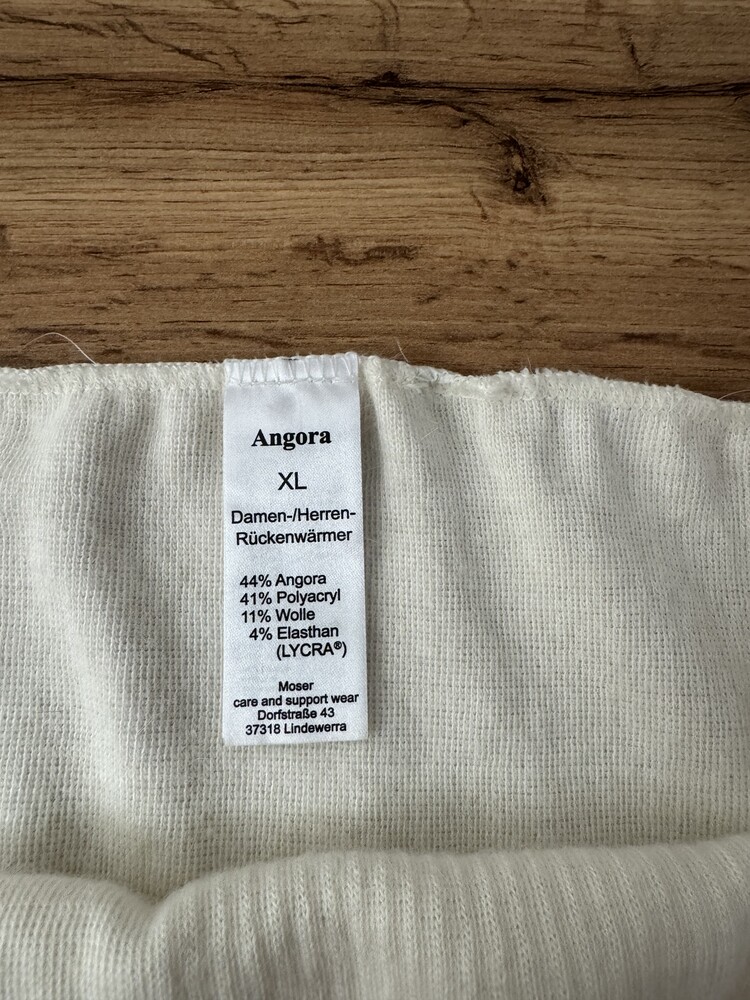 Angora
XL
Damen-/Herren-
Rückenwärmer
44% Angora
41% Polyacryl
11% Wolle
4% Elasthan
(LYCRA®)
Moser
care and support wear
Dorfstraße 43
37318 Lindewerra